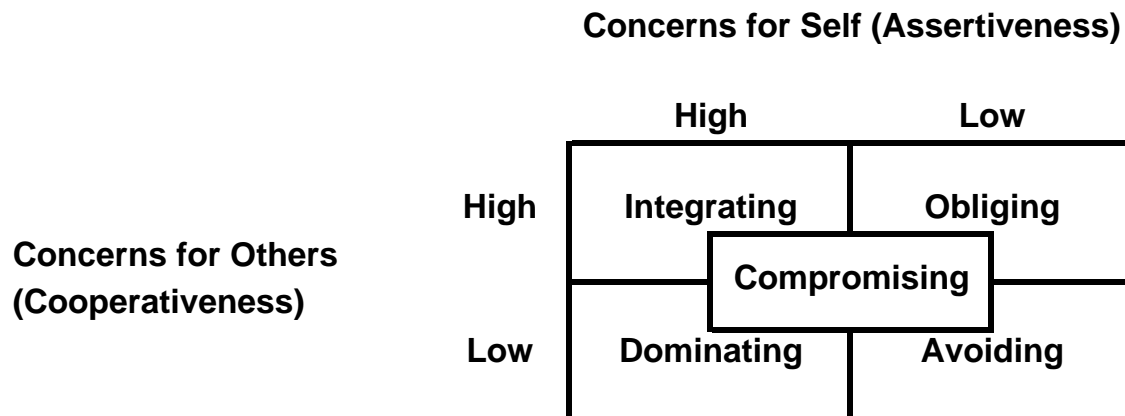 Concerns for Self (Assertiveness)
High Low
High Integrating Obliging
Concerns for Others
(Cooperativeness)
Compromising
Low Dominating Avoiding